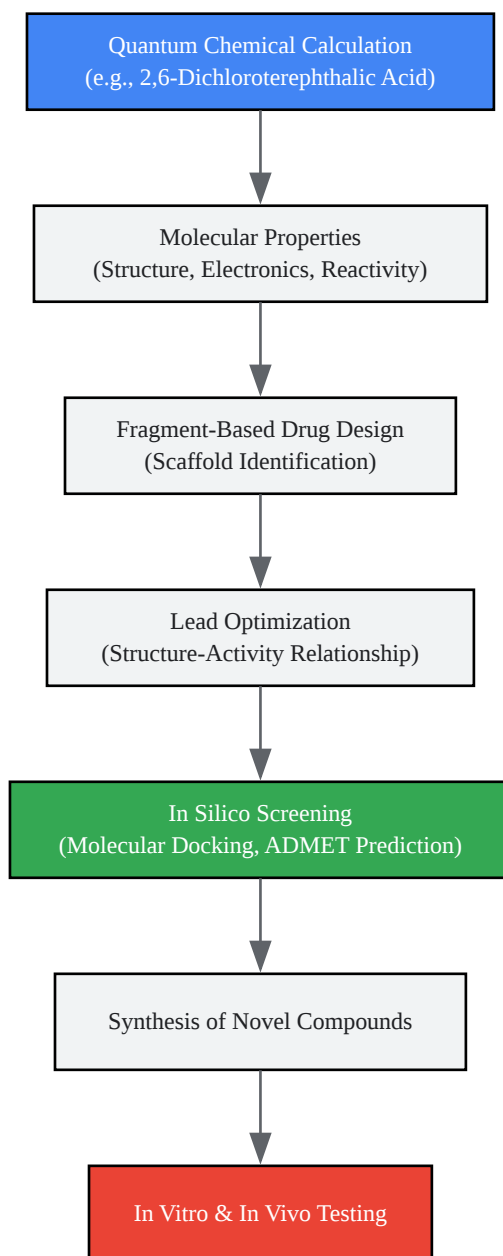 Quantum Chemical Calculation
(e.g., 2,6-Dichloroterephthalic Acid)
Molecular Properties
(Structure, Electronics, Reactivity)
Fragment-Based Drug Design
(Scaffold Identification)
Lead Optimization
(Structure-Activity Relationship)
In Silico Screening
(Molecular Docking, ADMET Prediction)
Synthesis of Novel Compounds
In Vitro & In Vivo Testing